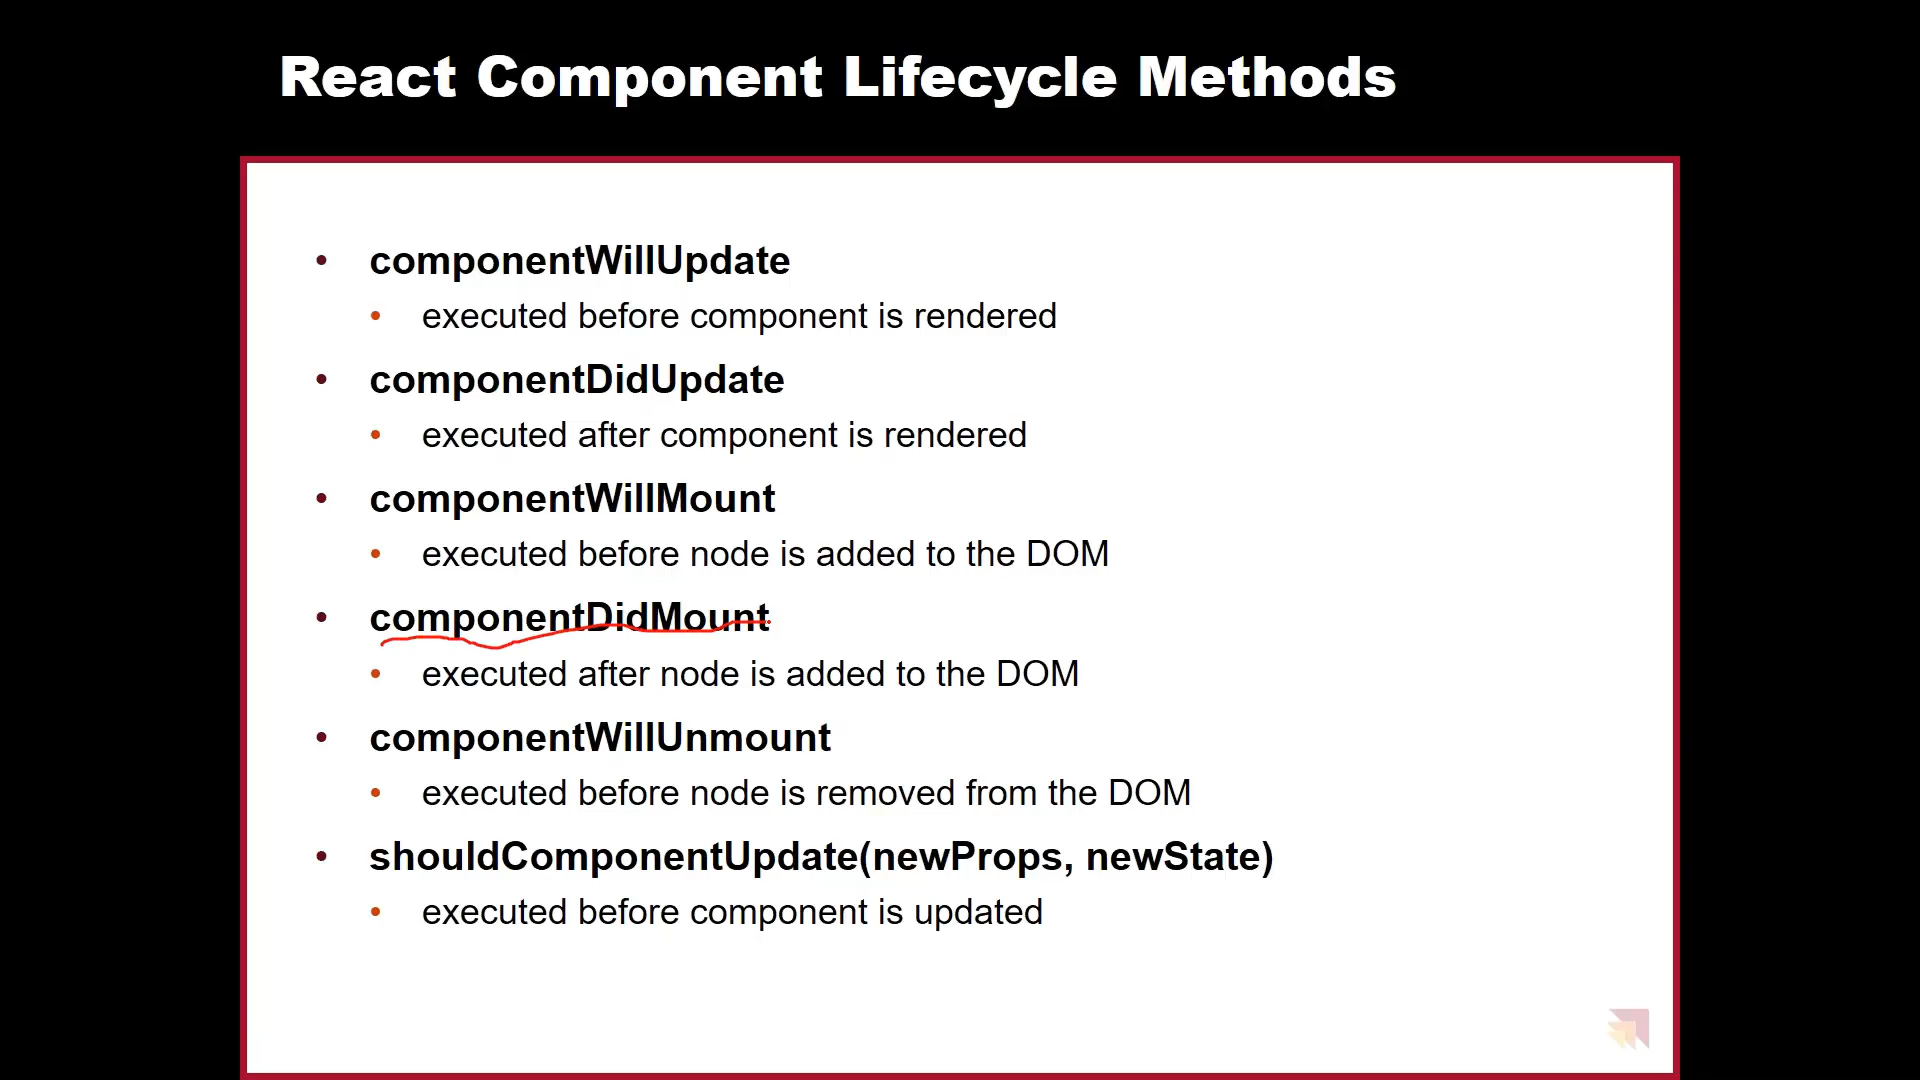 React Component Lifecycle Methods
• componentWillUpdate
• executed before component is rendered
• componentDidUpdate
• executed after component is rendered
• componentWillMount
• executed before node is added to the DOM
• componentDidMount
• executed after node is added to the DOM
• componentWillUnmount
• executed before node is removed from the DOM
• shouldComponentUpdate(newProps, newState)
• executed before component is updated